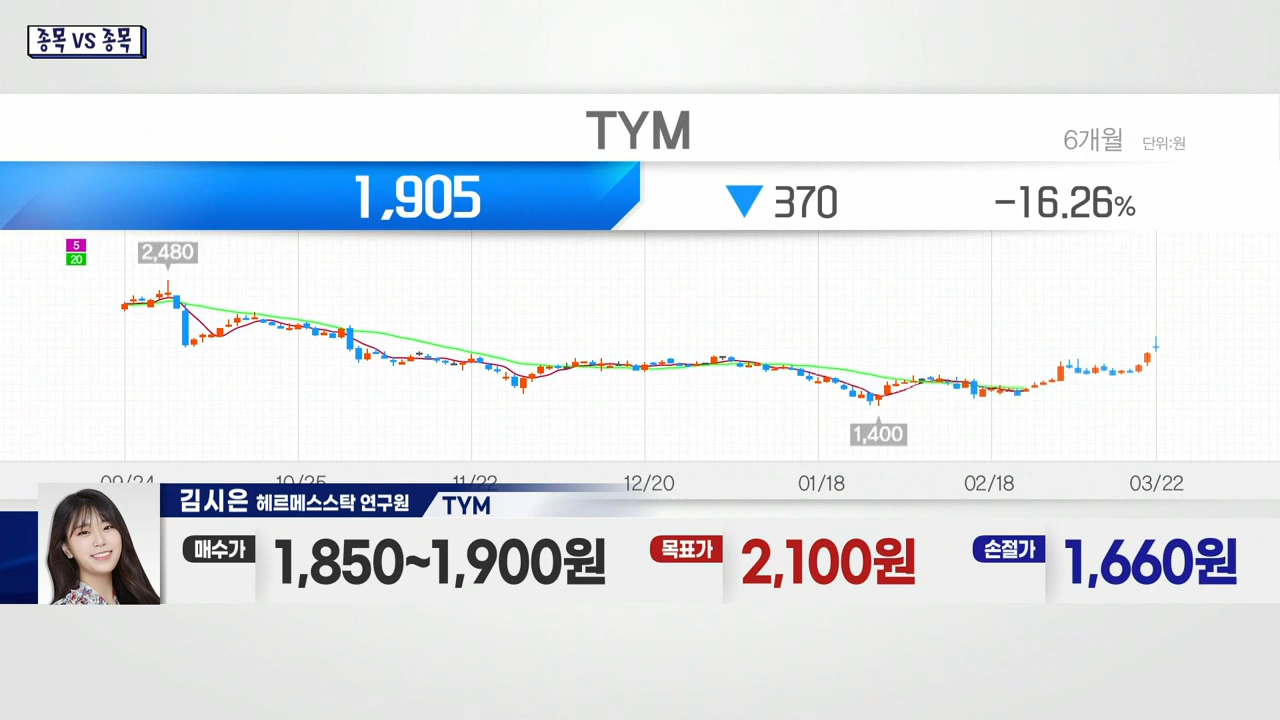 종목 VS 종목
TYM
6개월 단위:원
1,905 ▼ 370 -16.26%
5
20
2,480
1,400
09/24 10/25 11/22 12/20 01/18 02/18 03/22
김시은 헤르메스스탁 연구원 TYM
매수가 1,850~1,900원 목표가 2,100원 손절가 1,660원